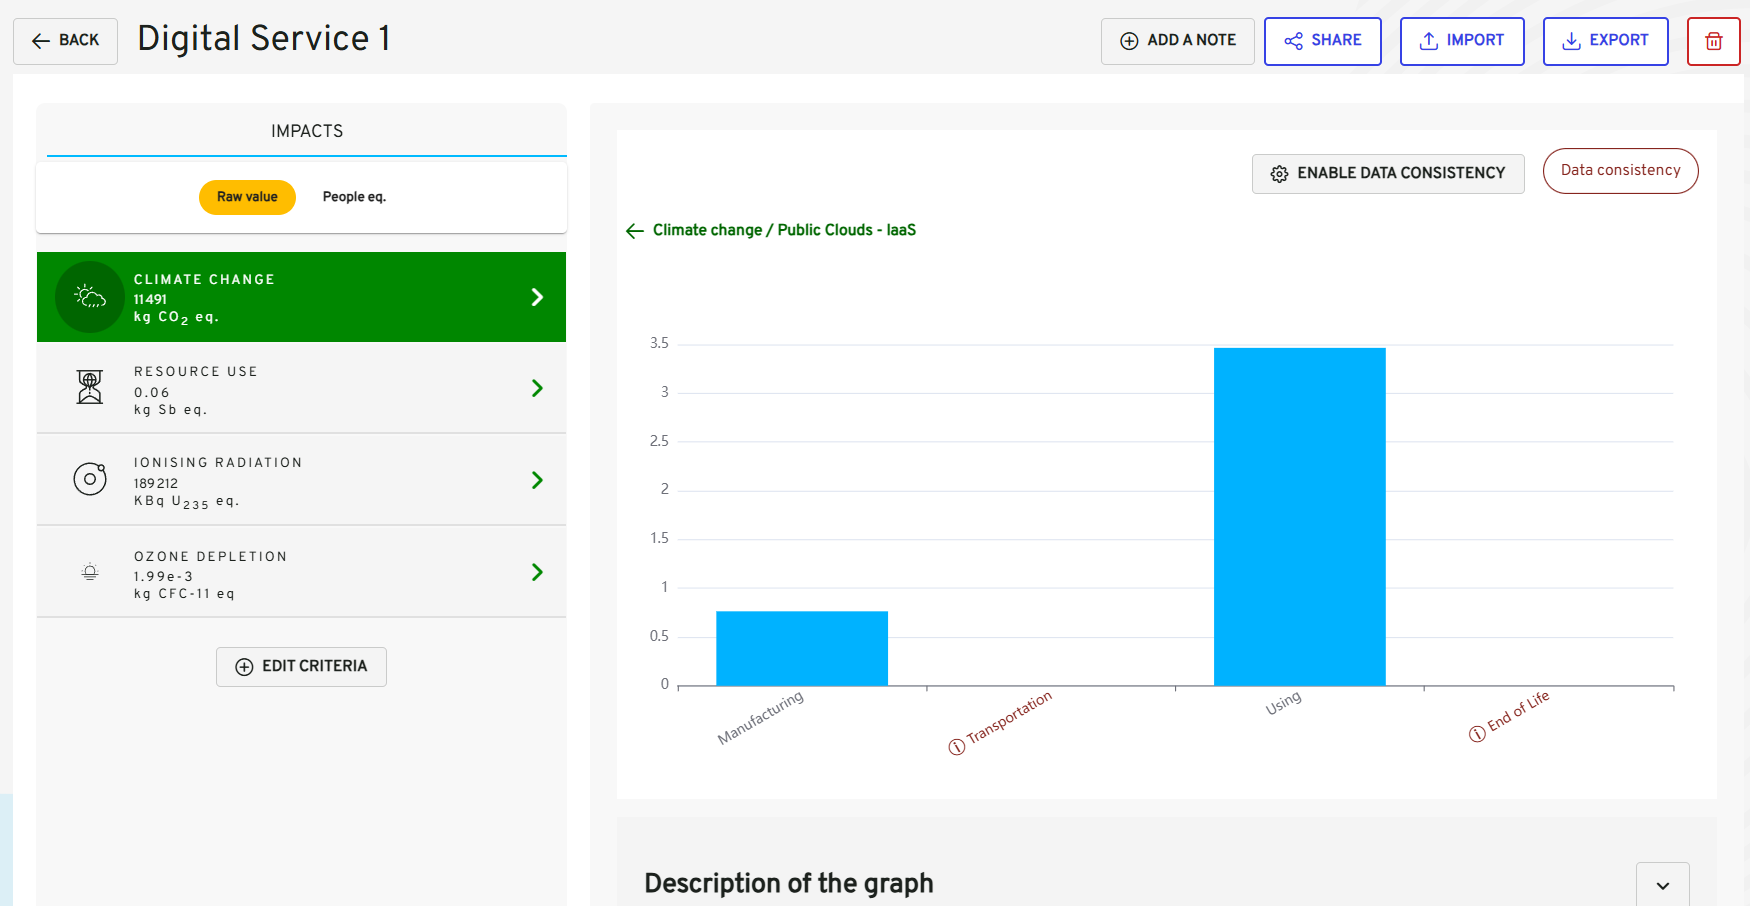 BACK
Digital Service 1
ADD A NOTE
SHARE
IMPORT
EXPORT
IMPACTS
Raw value
People eq.
CLIMATE CHANGE
11491
kg CO2 eq.
RESOURCE USE
0.06
kg Sb eq.
IONISING RADIATION
189212
KBq U235 eq.
OZONE DEPLETION
1.99e-3
kg CFC-11 eq
EDIT CRITERIA
ENABLE DATA CONSISTENCY
Data consistency
Climate change / Public Clouds - IaaS
3.5
3
2.5
2
1.5
1
0.5
0
Manufacturing
Transportation
Using
End of Life
Description of the graph